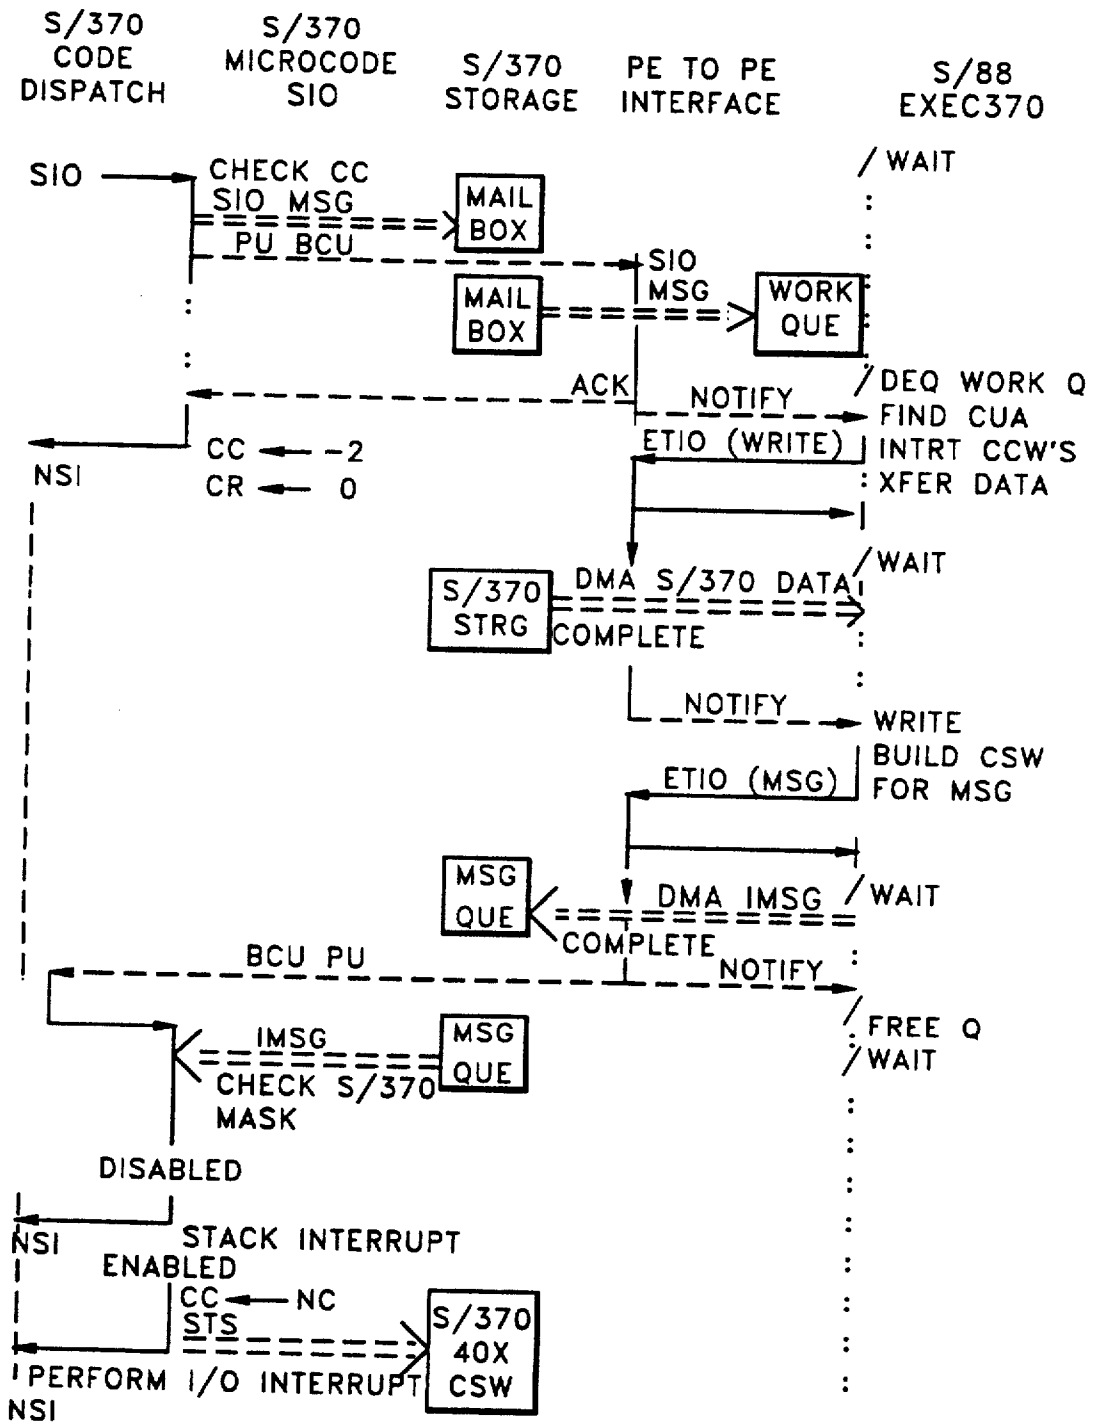 S/370 CODE DISPATCH
S/370 MICROCODE SIO
S/370 STORAGE
PE TO PE INTERFACE
S/88 EXEC370
SIO
CHECK CC
SIO MSG
PU BCU
MAIL BOX
WAIT
SIO MSG
MAIL BOX
WORK QUE
ACK
NOTIFY
DEQ WORK Q
FIND CUA
INTRT CCW'S
XFER DATA
ETIO (WRITE)
CC -2
CR 0
NSI
WAIT
S/370 STRG
DMA S/370 DATA
COMPLETE
NOTIFY
WRITE
BUILD CSW
FOR MSG
ETIO (MSG)
MSG QUE
DMA IMSG
WAIT
COMPLETE
BCU PU
NOTIFY
FREE Q
WAIT
IMSG
MSG QUE
CHECK S/370
MASK
DISABLED
NSI
STACK INTERRUPT
ENABLED
CC NC
STS
S/370 40X CSW
PERFORM I/O INTERRUPT
NSI